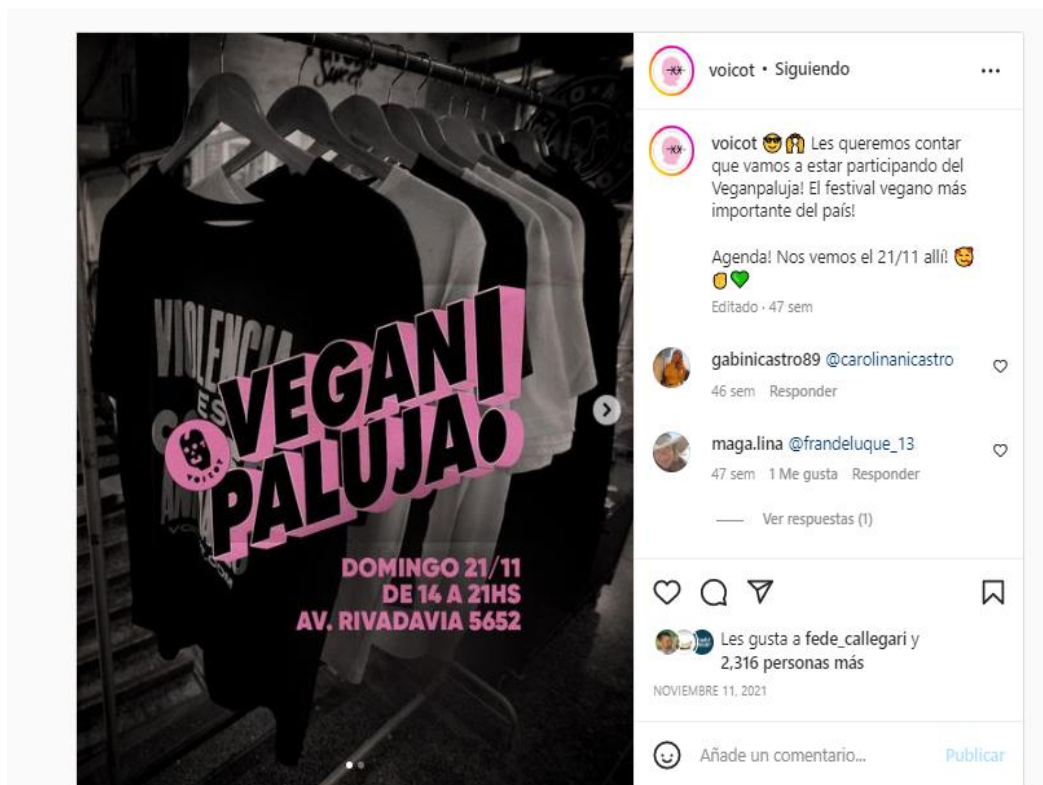 VIOLENCIA
ES
VEGANI
PALUJA!
VOICOT
DOMINGO 21/11
DE 14 A 21HS
AV. RIVADAVIA 5652
voicot • Siguiendo
voicot 😎🙌 Les queremos contar
que vamos a estar participando del
Veganpaluja! El festival vegano más
importante del país!
Agenda! Nos vemos el 21/11 allí! 🥰
✊💚
Editado · 47 sem
gabinicastro89 @carolinanicastro
46 sem Responder
maga.lina @frandeluque_13
47 sem 1 Me gusta Responder
Ver respuestas (1)
Les gusta a fede_callegari y
2,316 personas más
NOVIEMBRE 11, 2021
Añade un comentario...
Publicar